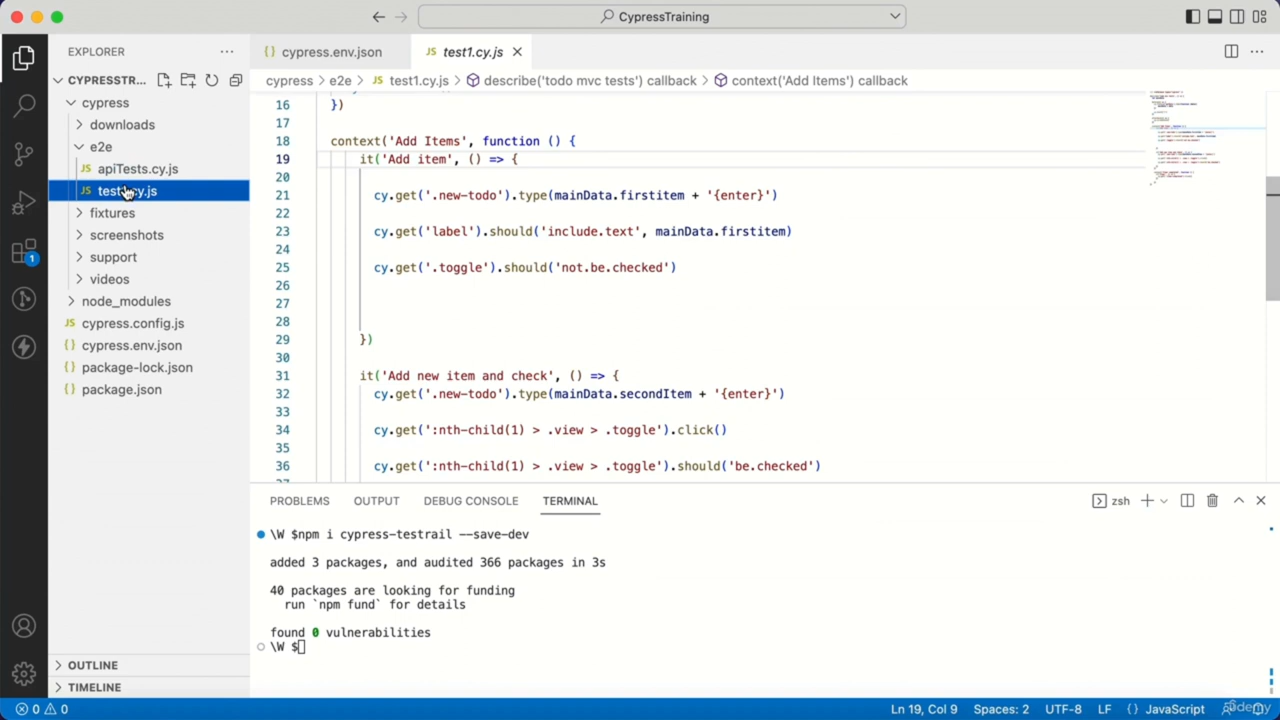 CypressTraining
EXPLORER
cypress.env.json
JS test1.cy.js
CYPRESSTR...
cypress > e2e > JS test1.cy.js > describe('todo mvc tests') callback > context('Add Items') callback
cypress
downloads
e2e
apiTests.cy.js
JS
fixtures
screenshots
support
videos
node_modules
JS cypress.config.js
{} cypress.env.json
{} package-lock.json
{} package.json
OUTLINE
TIMELINE
1
16 })
17
18 context('Add Items', function () {
19 it('Add item', () => {
20
21 cy.get('.new-todo').type(mainData.firstitem + '{enter}')
22
23 cy.get('label').should('include.text', mainData.firstitem)
24
25 cy.get('.toggle').should('not.be.checked')
26
27
28
29 })
30
31 it('Add new item and check', () => {
32 cy.get('.new-todo').type(mainData.secondItem + '{enter}')
33
34 cy.get(':nth-child(1) > .view > .toggle').click()
35
36 cy.get(':nth-child(1) > .view > .toggle').should('be.checked')
PROBLEMS OUTPUT DEBUG CONSOLE TERMINAL
zsh
\W $npm i cypress-testrail --save-dev
added 3 packages, and audited 366 packages in 3s
40 packages are looking for funding
run `npm fund` for details
found 0 vulnerabilities
\W $
0 0
Ln 19, Col 9 Spaces: 2 UTF-8 LF {} JavaScript
ûdemy